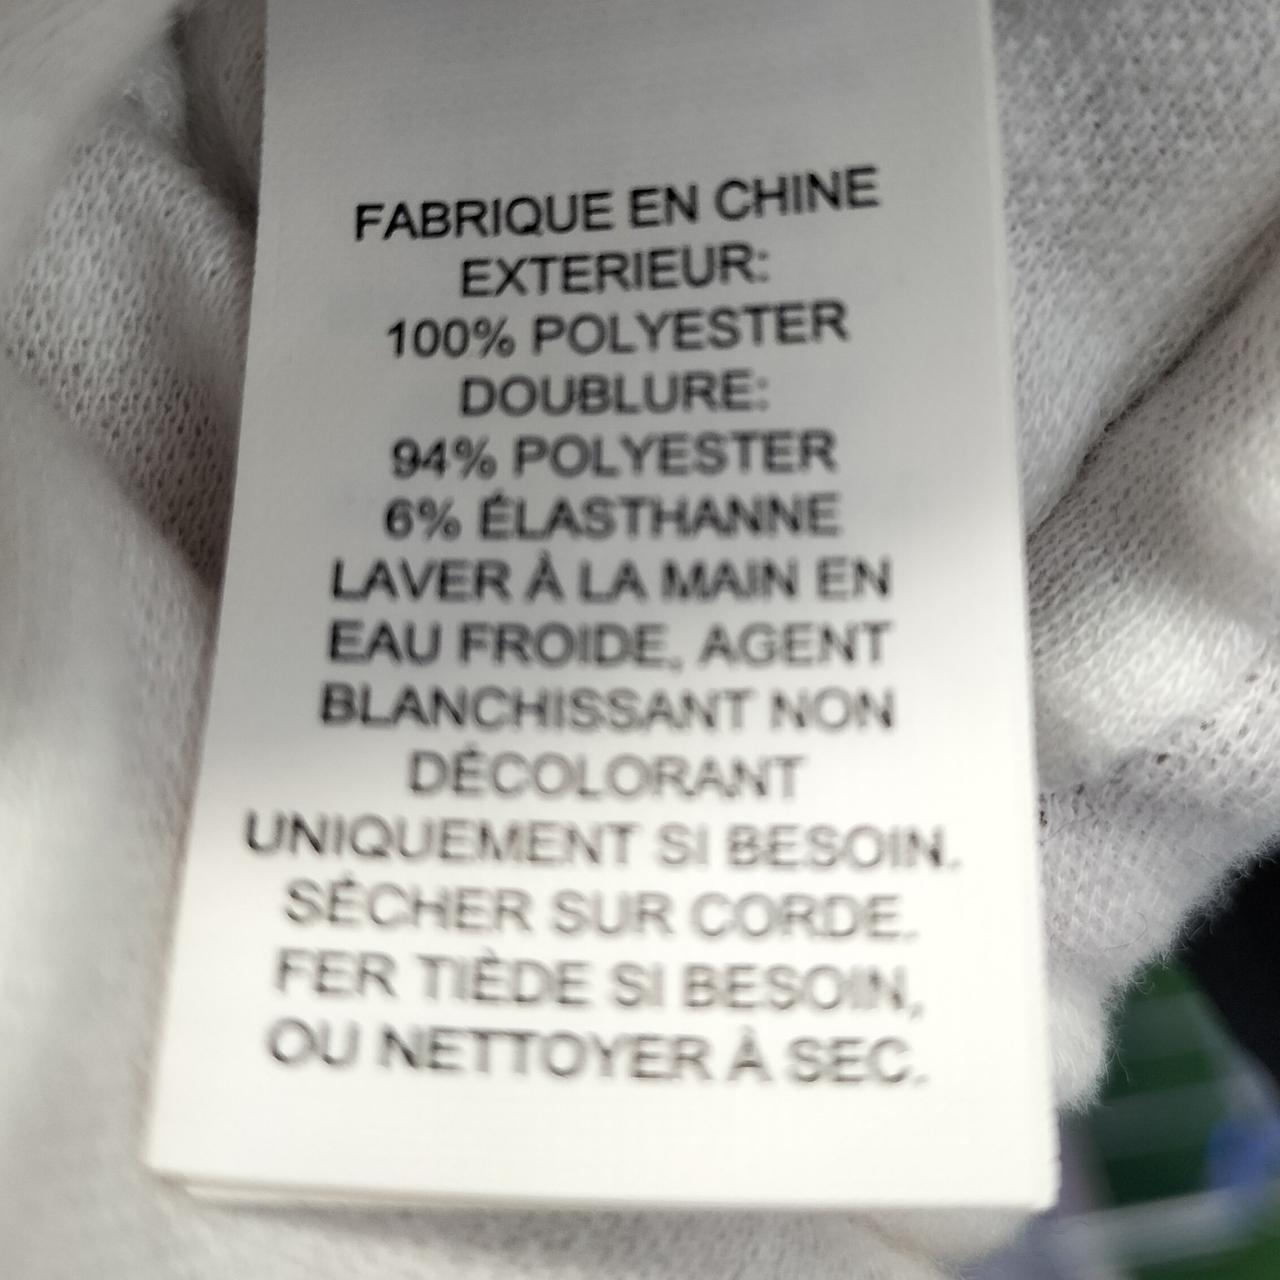 FABRIQUE EN CHINE
EXTERIEUR:
100% POLYESTER
DOUBLURE:
94% POLYESTER
6% ÉLASTHANNE
LAVER À LA MAIN EN
EAU FROIDE, AGENT
BLANCHISSANT NON
DÉCOLORANT
UNIQUEMENT SI BESOIN.
SÉCHER SUR CORDE.
FER TIÈDE SI BESOIN,
OU NETTOYER À SEC.